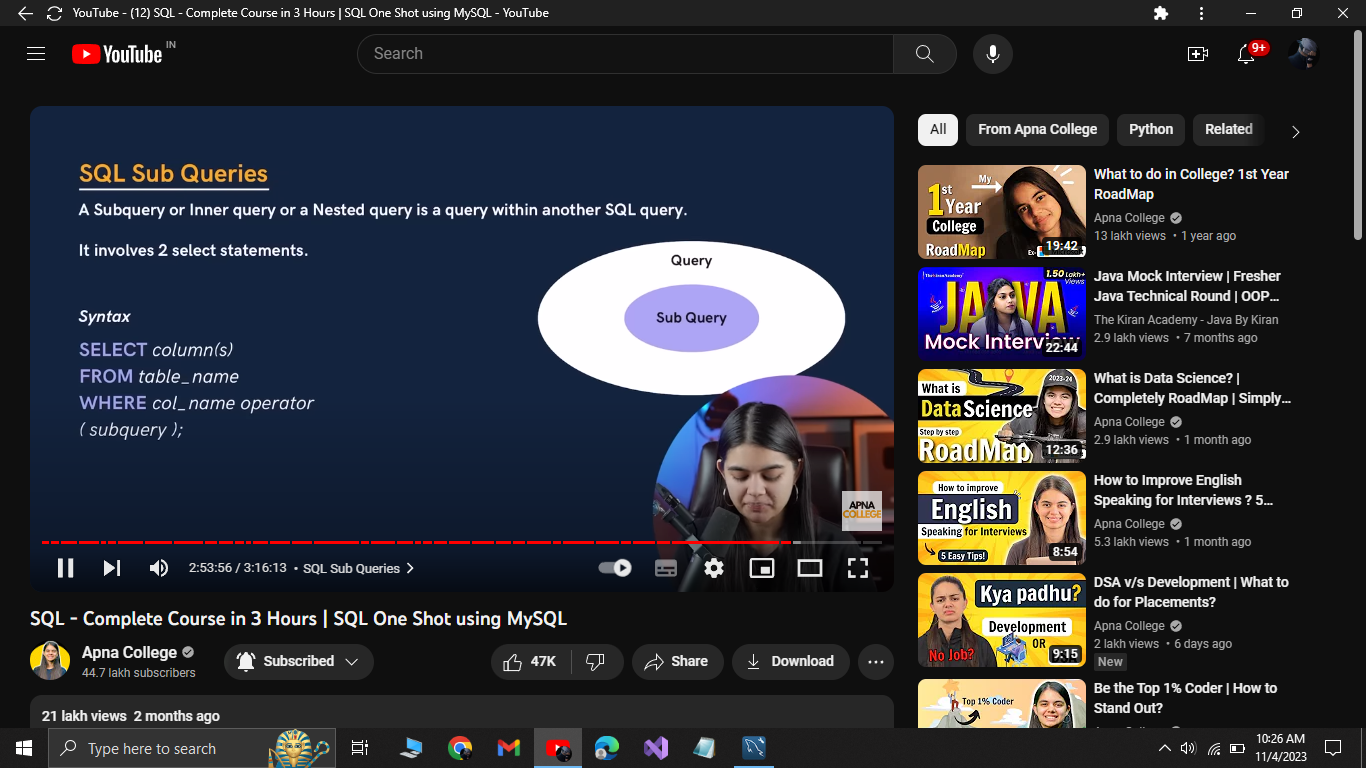 YouTube - (12) SQL - Complete Course in 3 Hours | SQL One Shot using MySQL - YouTube
YouTube IN
Search
9+
SQL Sub Queries
A Subquery or Inner query or a Nested query is a query within another SQL query.
It involves 2 select statements.
Query
Sub Query
Syntax
SELECT column(s)
FROM table_name
WHERE col_name operator
( subquery );
APNA
COLLEGE
2:53:56 / 3:16:13 • SQL Sub Queries
SQL - Complete Course in 3 Hours | SQL One Shot using MySQL
Apna College
44.7 lakh subscribers
Subscribed
47K
Share
Download
21 lakh views 2 months ago
All
From Apna College
Python
Related
My
1st
Year
College
RoadMap
Ex-
19:42
What to do in College? 1st Year
RoadMap
Apna College
13 lakh views • 1 year ago
The Kiran Academy
1.50 Lakh+
Views
JAVA
Mock Interview
22:44
Java Mock Interview | Fresher
Java Technical Round | OOP...
The Kiran Academy - Java By Kiran
2.9 lakh views • 7 months ago
2023-24
What is
Data Science
Step by step
RoadMap
12:36
What is Data Science? |
Completely RoadMap | Simply...
Apna College
2.9 lakh views • 1 month ago
How to improve
English
Speaking for Interviews
5 Easy Tips!
8:54
How to Improve English
Speaking for Interviews ? 5...
Apna College
5.3 lakh views • 1 month ago
Kya padhu?
Development
OR
No Job?
9:15
DSA v/s Development | What to
do for Placements?
Apna College
2 lakh views • 6 days ago
New
Top 1% Coder
Be the Top 1% Coder | How to
Stand Out?
Type here to search
10:26 AM
11/4/2023